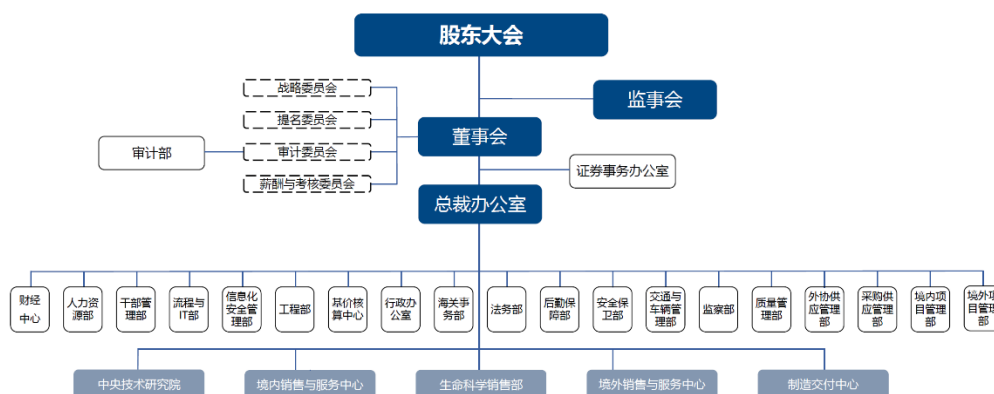 股东大会
战略委员会
监事会
提名委员会
董事会
审计部
审计委员会
证券事务办公室
薪酬与考核委员会
总裁办公室
财经
中心
人力资
源部
干部管
理部
流程与
IT部
信息化
安全管
理部
工程部
基价核
算中心
行政办
公室
海关事
务部
法务部
后勤保
障部
安全保
卫部
交通与
车辆管
理部
监察部
质量管
理部
外协供
应管理
部
采购供
应管理
部
境内项
目管理
部
境外项
目管理
部
中央技术研究院
境内销售与服务中心
生命科学销售部
境外销售与服务中心
制造交付中心